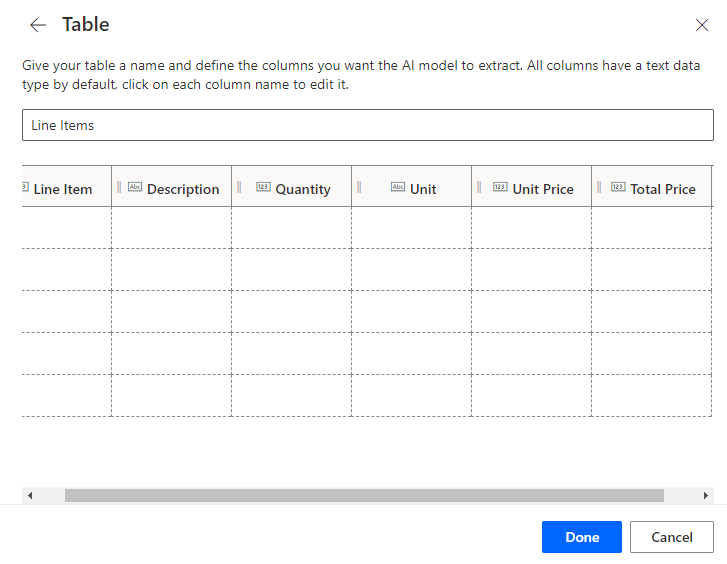 Table
Give your table a name and define the columns you want the AI model to extract. All columns have a text data
type by default, click on each column name to edit it.
Line Items
Line Item Abc Description 123 Quantity Abc Unit 123 Unit Price 123 Total Price
Done Cancel